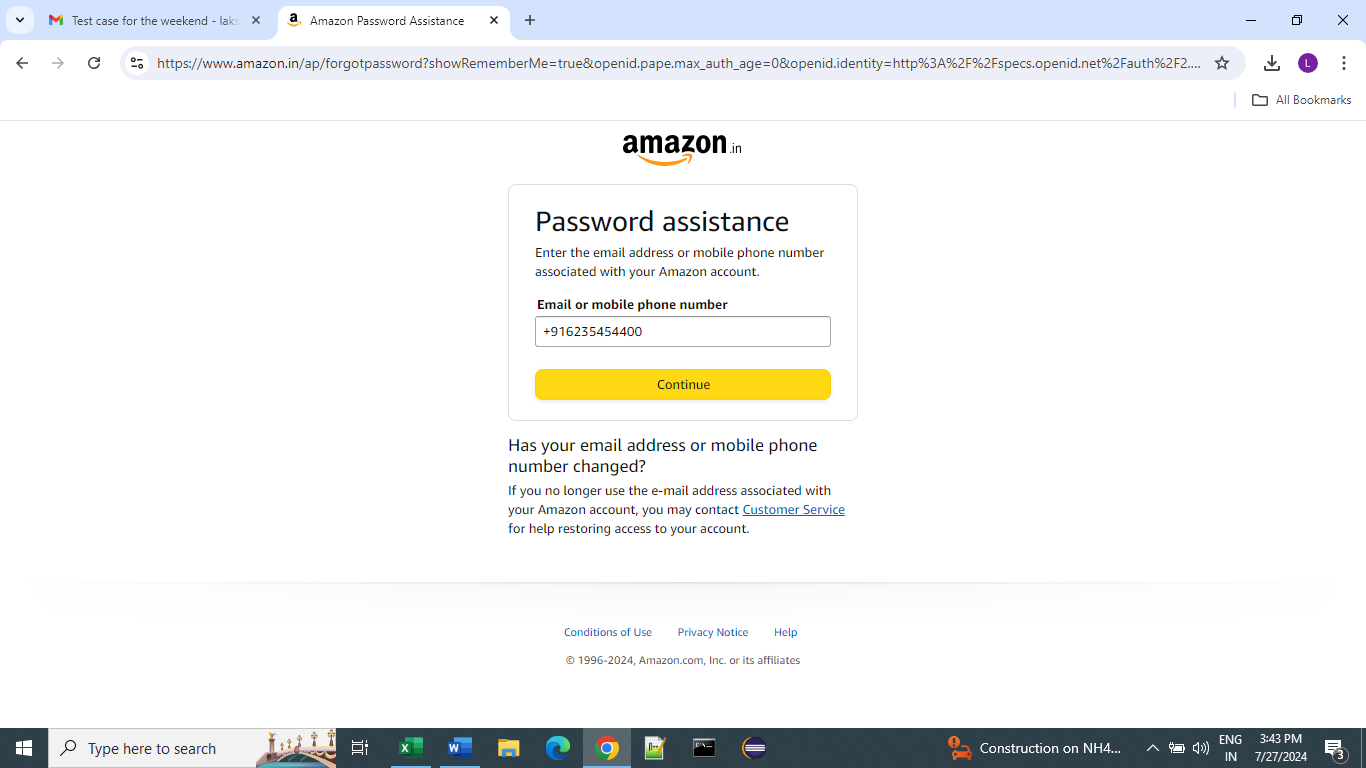 Test case for the weekend - laks
Amazon Password Assistance
https://www.amazon.in/ap/forgotpassword?showRememberMe=true&openid.pape.max_auth_age=0&openid.identity=http%3A%2F%2Fspecs.openid.net%2Fauth%2F2....
L
All Bookmarks
amazon.in
Password assistance
Enter the email address or mobile phone number
associated with your Amazon account.
Email or mobile phone number
+916235454400
Continue
Has your email address or mobile phone
number changed?
If you no longer use the e-mail address associated with
your Amazon account, you may contact Customer Service
for help restoring access to your account.
Conditions of Use Privacy Notice Help
© 1996-2024, Amazon.com, Inc. or its affiliates
Type here to search
Construction on NH4...
ENG
IN
3:43 PM
7/27/2024
3